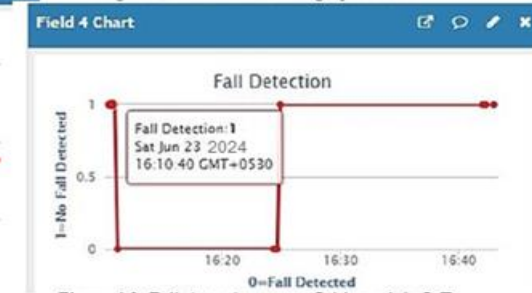 Field 4 Chart
Fall Detection
1=No Fall Detected
1
0.5
0
Fall Detection:1
Sat Jun 23 2024
16:10:40 GMT+0530
16:20
16:30
16:40
0=Fall Detected